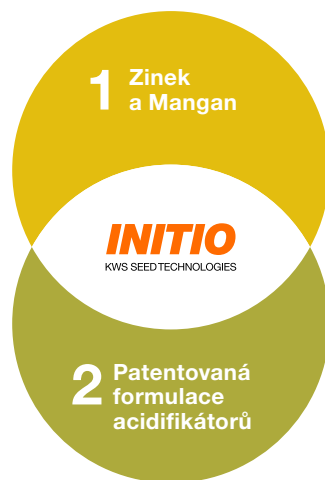 1 Zinek
a Mangan
INITIO
KWS SEED TECHNOLOGIES
2 Patentovaná
formulace
acidifikátorů